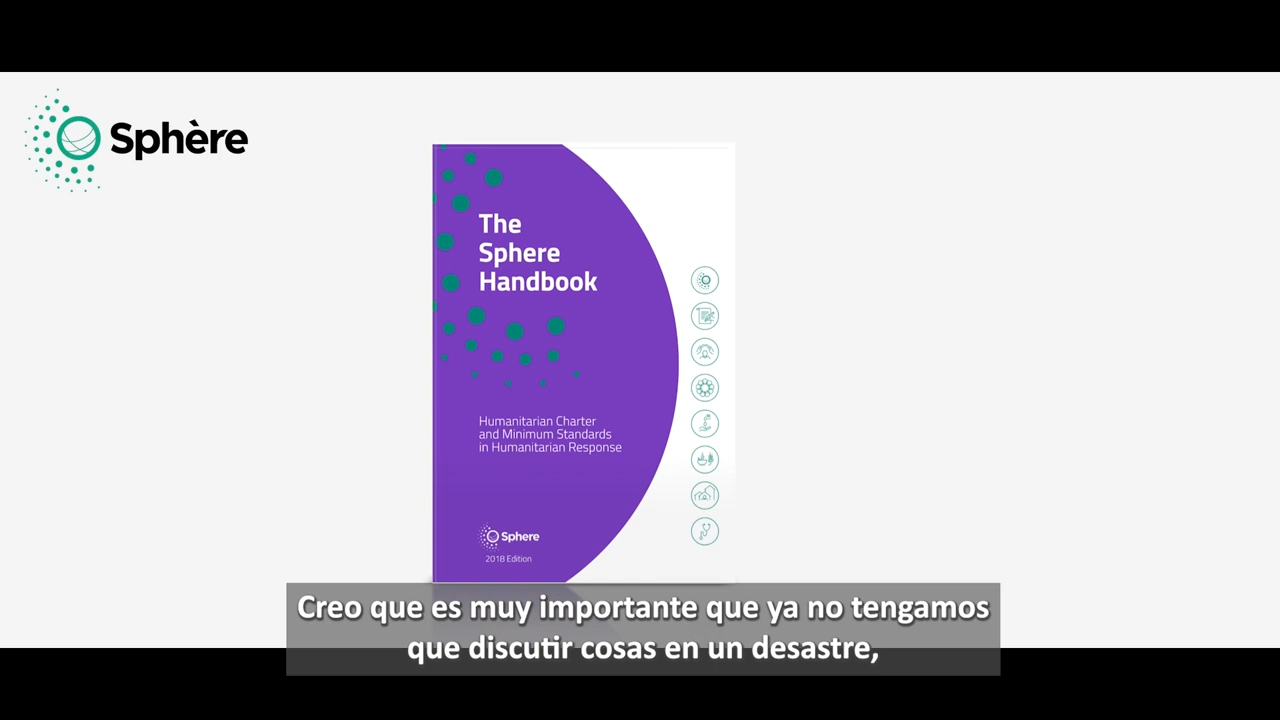 Sphère
The
Sphere
Handbook
Humanitarian Charter
and Minimum Standards
in Humanitarian Response
Sphere
2018 Edition
Creo que es muy importante que ya no tengamos
que discutir cosas en un desastre,